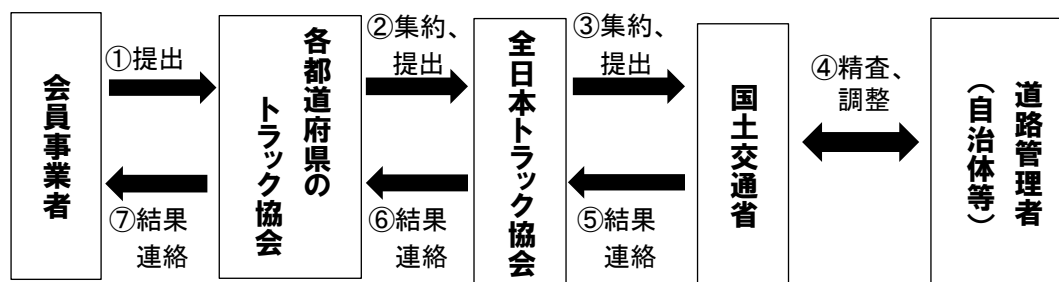 会員事業者
①提出
⑦結果
連絡
各都道府県の
トラック協会
②集約、
提出
⑥結果
連絡
全日本トラック協会
③集約、
提出
⑤結果
連絡
国土交通省
④精査、
調整
道路管理者
（自治体等）